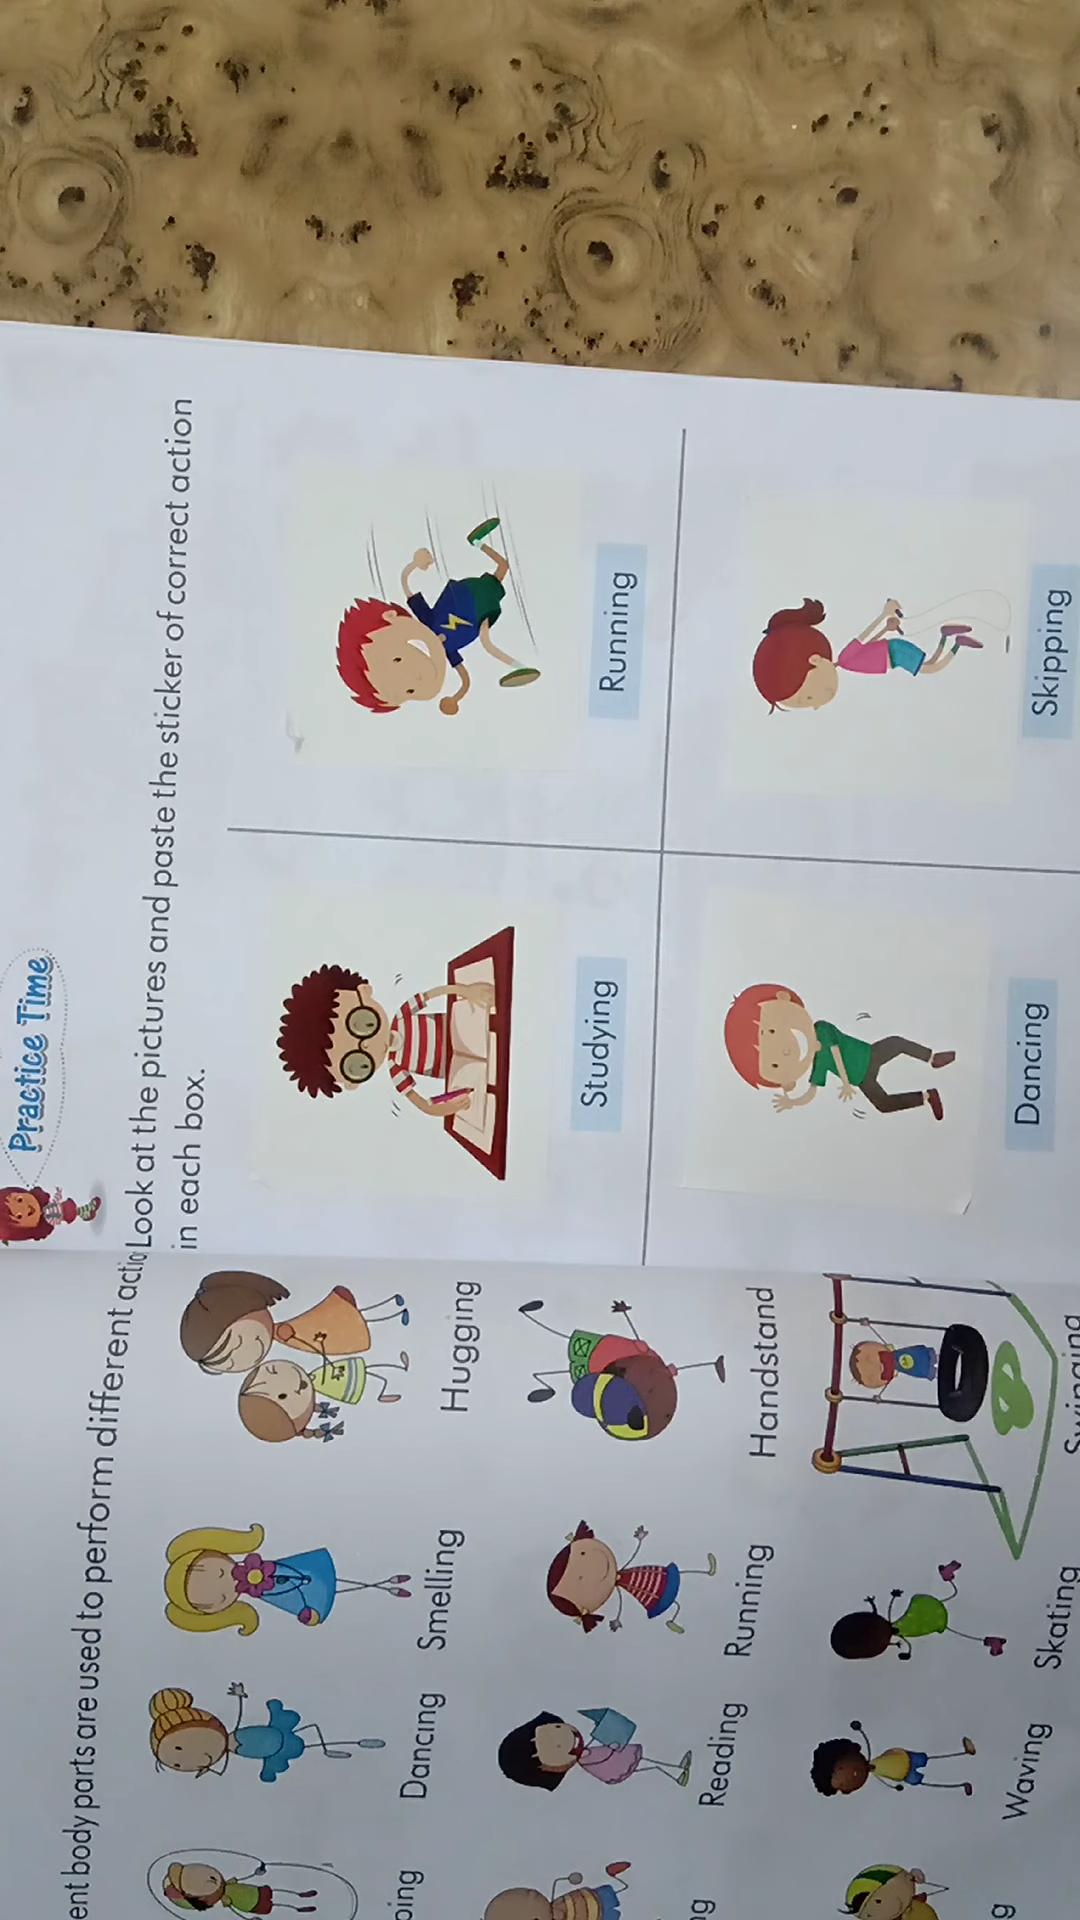 ent body parts are used to perform different actio
Dancing Smelling Hugging
Reading Running Handstand
Waving Skating Swinging
Practice Time
Look at the pictures and paste the sticker of correct action
in each box.
Studying Running
Dancing Skipping